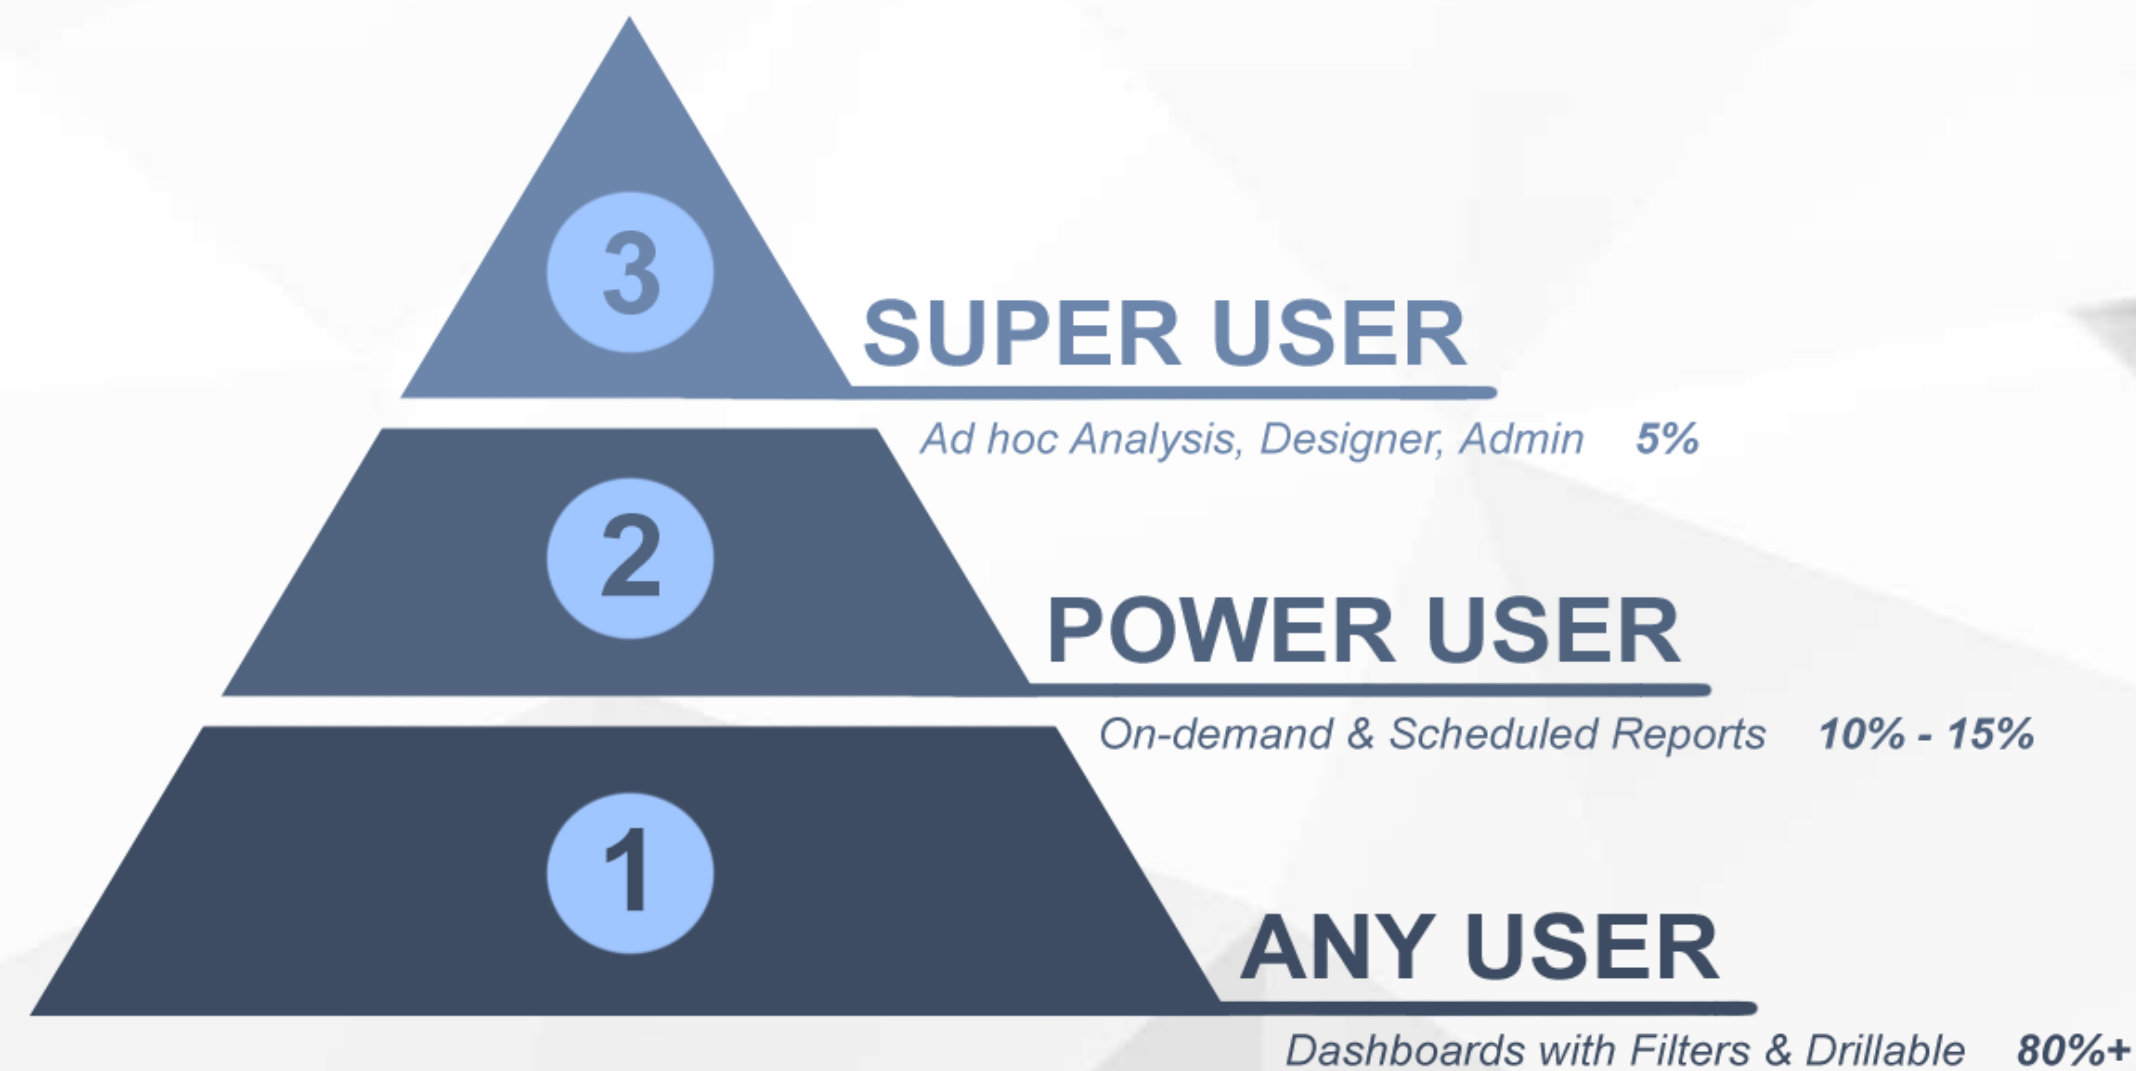 3
SUPER USER
Ad hoc Analysis, Designer, Admin 5%
2
POWER USER
On-demand & Scheduled Reports 10% - 15%
1
ANY USER
Dashboards with Filters & Drillable 80%+